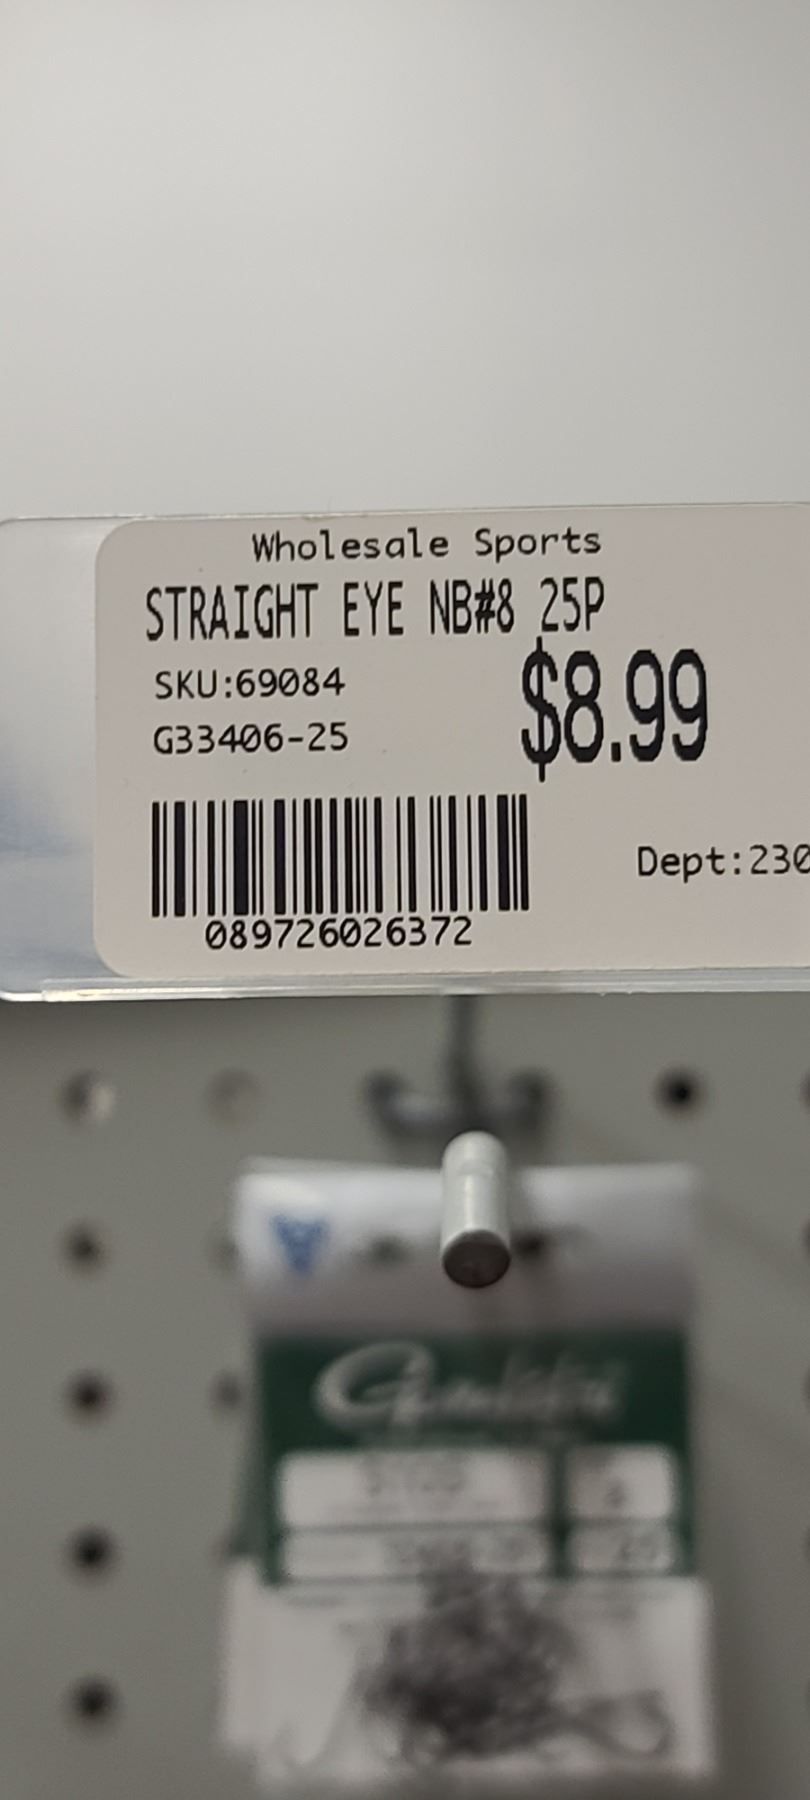 Wholesale Sports
STRAIGHT EYE NB#8 25P
SKU:69084
$8.99
G33406-25
Dept:230
089726026372